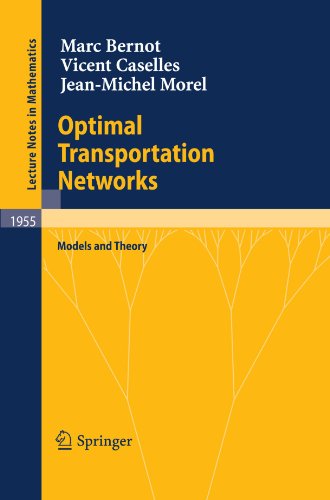 Marc Bernot
Vicent Caselles
Jean-Michel Morel
Lecture Notes in Mathematics
Optimal
Transportation
Networks
1955
Models and Theory
Springer